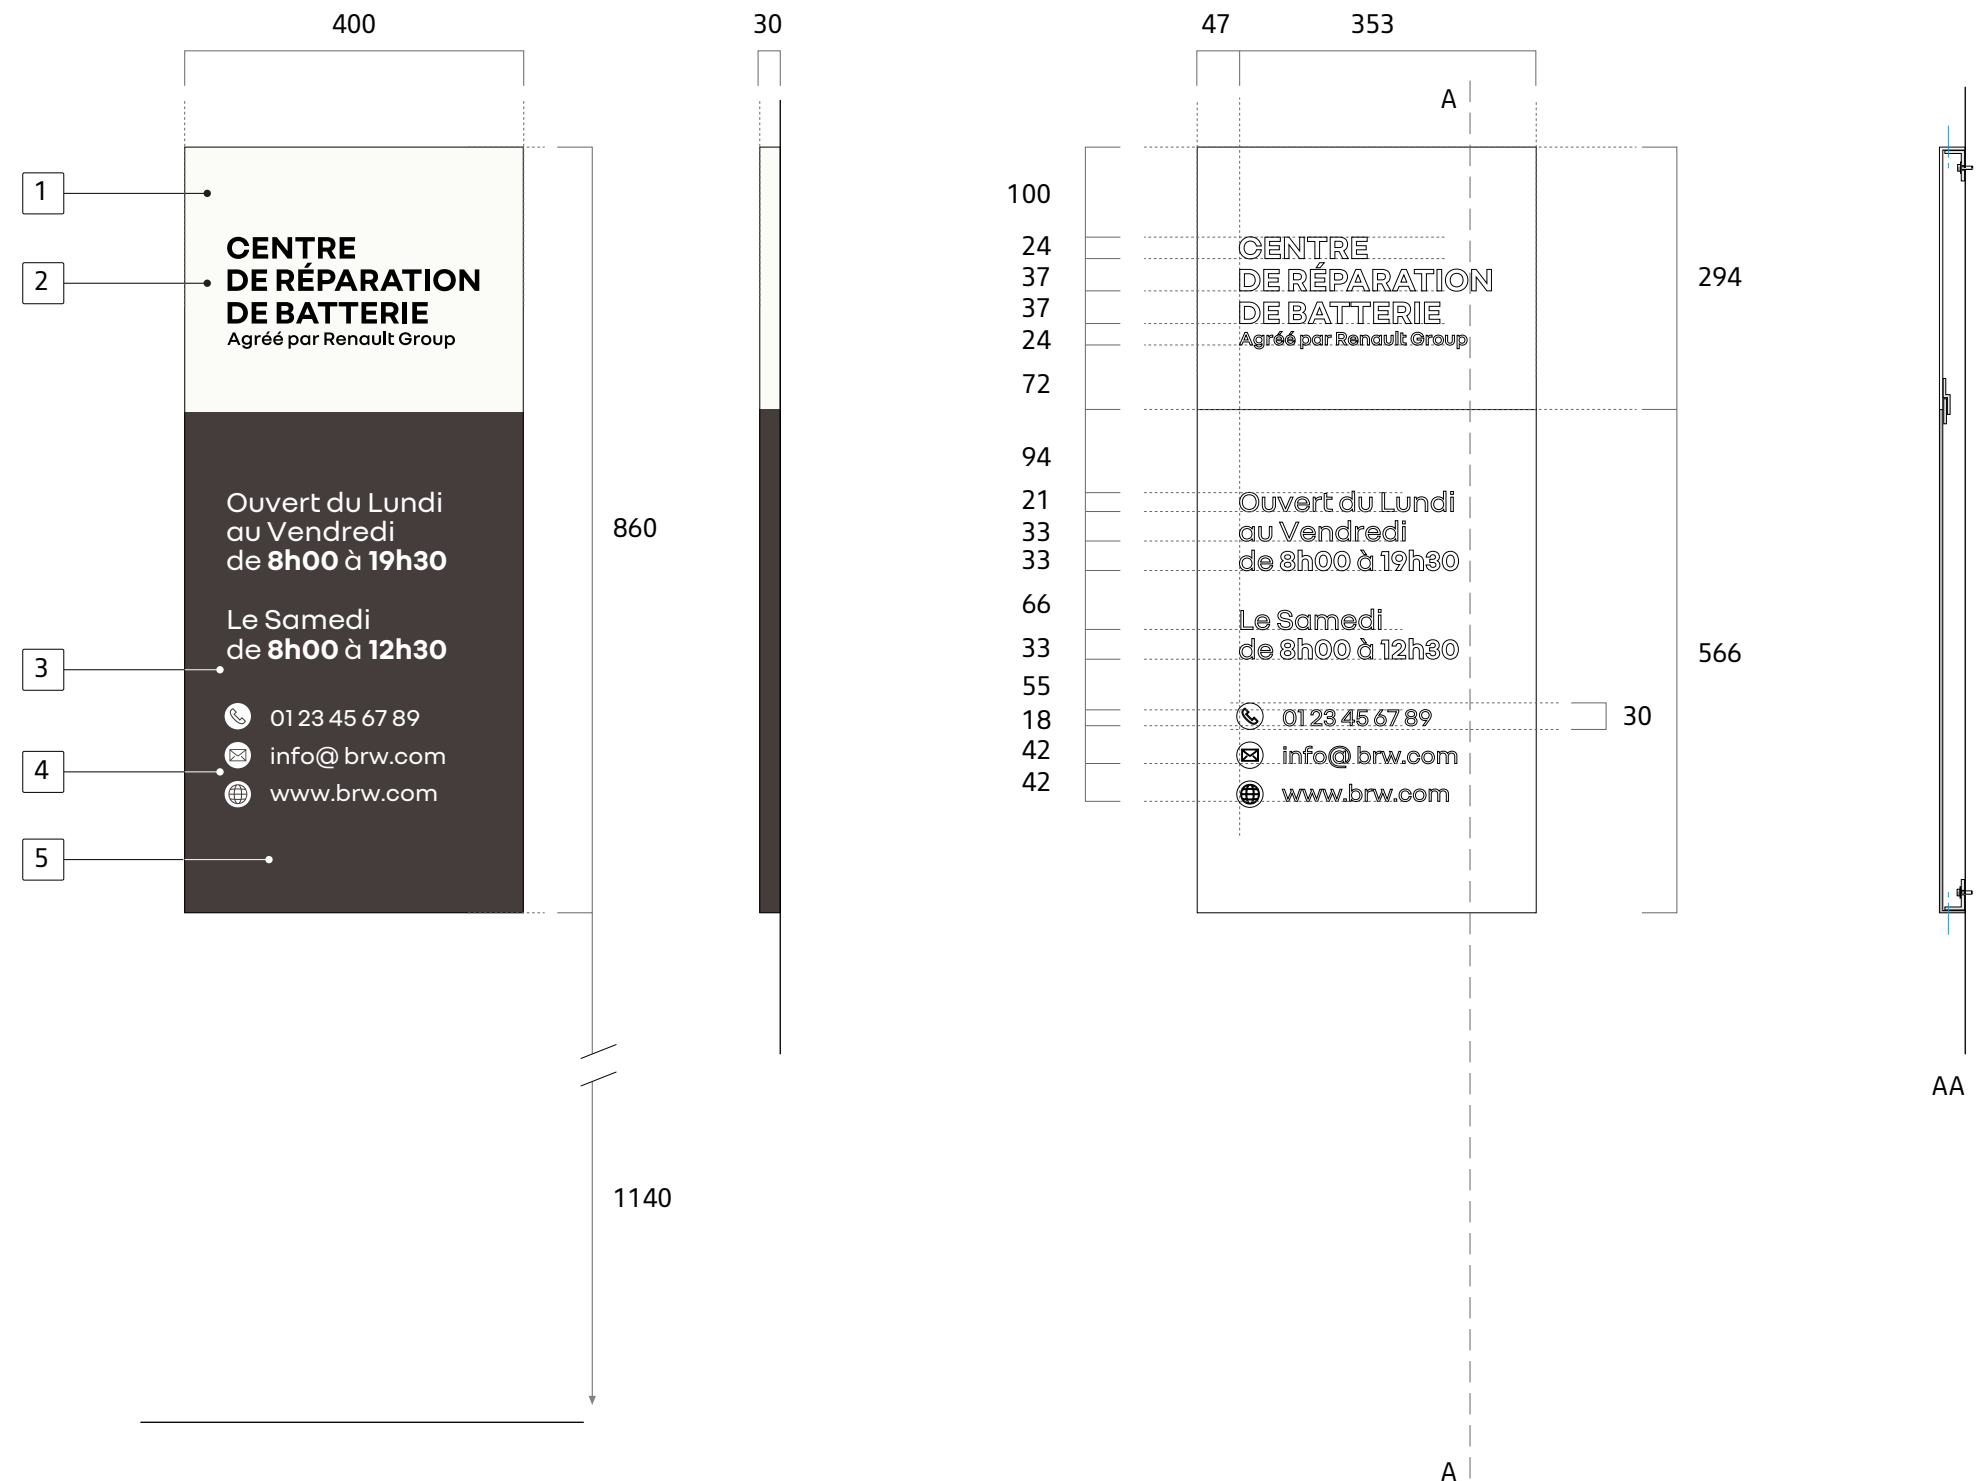 400
30
47
353
A
1
2
3
4
5
CENTRE
DE RÉPARATION
DE BATTERIE
Agréé par Renault Group
Ouvert du Lundi
au Vendredi
de 8h00 à 19h30
Le Samedi
de 8h00 à 12h30
01 23 45 67 89
info@ brw.com
www.brw.com
860
1140
100
24
37
37
24
72
94
21
33
33
66
33
55
18
42
42
CENTRE
DE RÉPARATION
DE BATTERIE
Agréé par Renault Group
Ouvert du Lundi
au Vendredi
de 8h00 à 19h30
Le Samedi
de 8h00 à 12h30
01 23 45 67 89
info@ brw.com
www.brw.com
30
294
566
AA
A